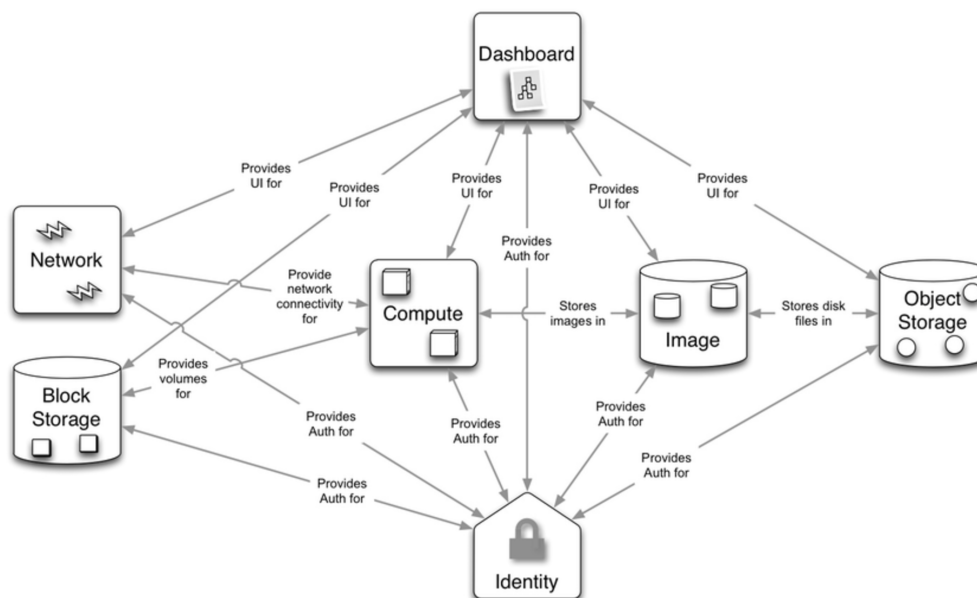 Dashboard
Provides
UI for
Provides
UI for
Provides
UI for
Provides
UI for
Provides
UI for
Provides
Auth for
Network
Provide
network
connectivity
for
Compute
Stores
images in
Image
Stores disk
files in
Object
Storage
Provides
volumes
for
Block
Storage
Provides
Auth for
Provides
Auth for
Provides
Auth for
Provides
Auth for
Provides
Auth for
Identity